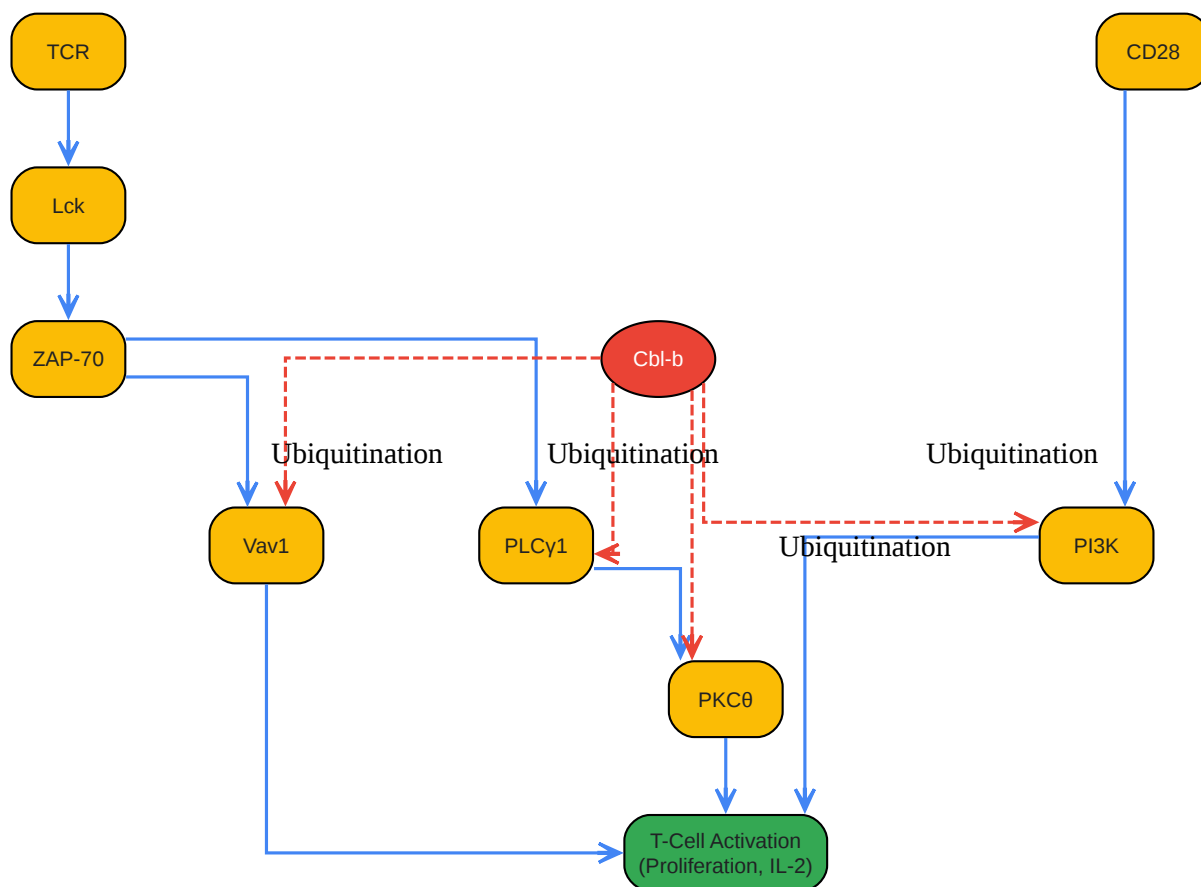 TCR
CD28
Lck
ZAP-70
Cbl-b
Ubiquitination
Ubiquitination
Ubiquitination
Vav1
PLCγ1
Ubiquitination
PI3K
PKCθ
T-Cell Activation
(Proliferation, IL-2)